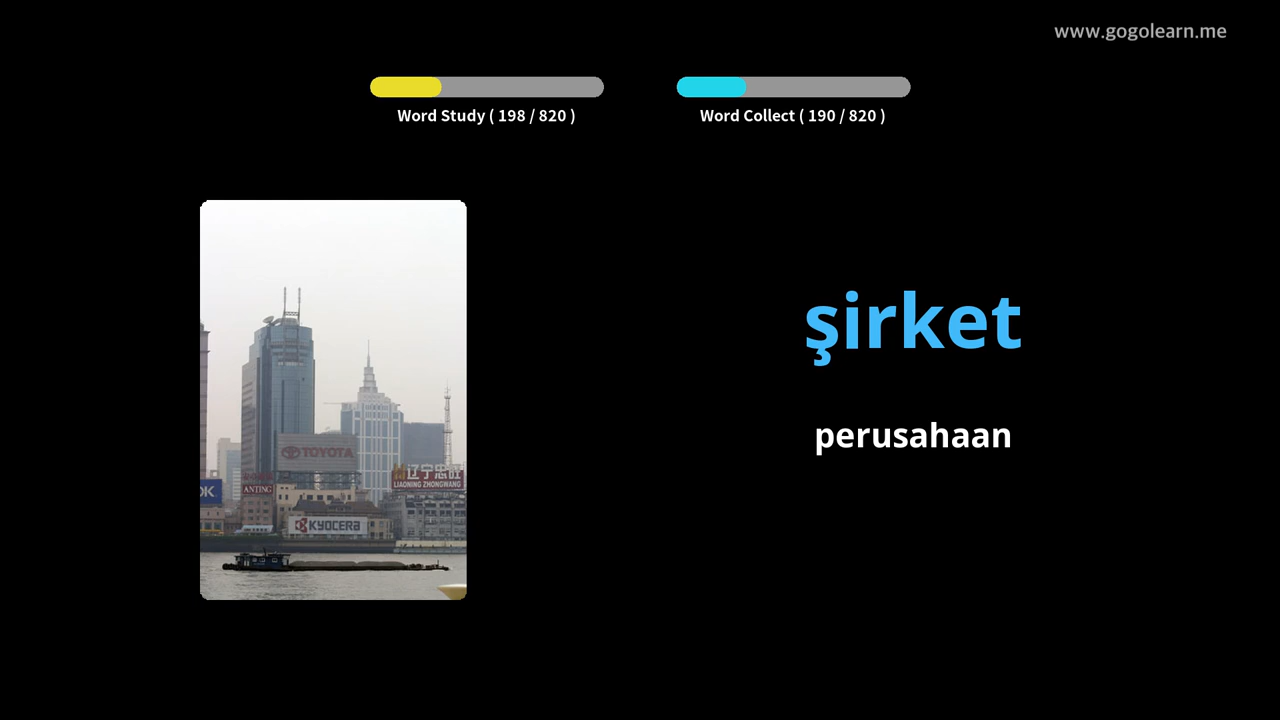 www.gogolearn.me
Word Study ( 198 / 820 )
Word Collect ( 190 / 820 )
şirket
perusahaan
TOYOTA
辽宁忠旺
LIAONING ZHONGWANG
ANTING
KYOCERA